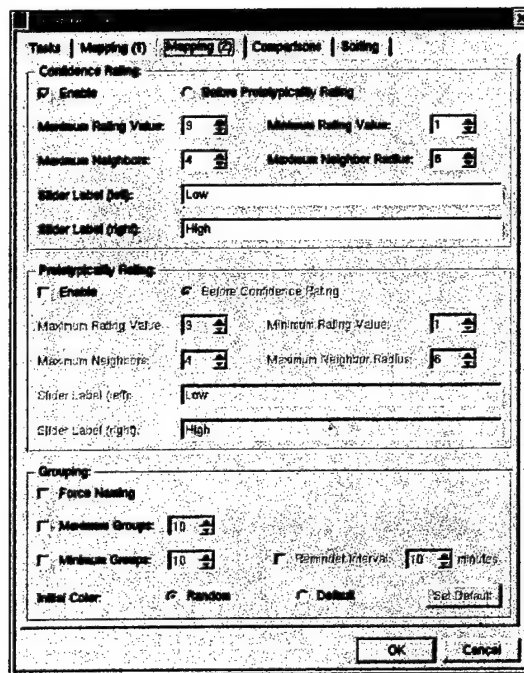 Tasks Mapping (1) Mapping (2) Comparisons Sorting
Confidence Rating:
Enable Before Prototypicality Rating
Maximum Rating Value: 9 Minimum Rating Value: 1
Maximum Neighbors: 4 Maximum Neighbor Radius: 6
Slider Label (left): Low
Slider Label (right): High
Prototypically Rating:
Enable Before Confidence Rating
Maximum Rating Value: 9 Minimum Rating Value: 1
Maximum Neighbors: 4 Maximum Neighbor Radius: 6
Slider Label (left): Low
Slider Label (right): High
Grouping:
Force Naming
Maximum Groups: 10
Minimum Groups: 10 Reminder Interval: 10 minutes
Initial Color: Random Default Set Default
OK Cancel